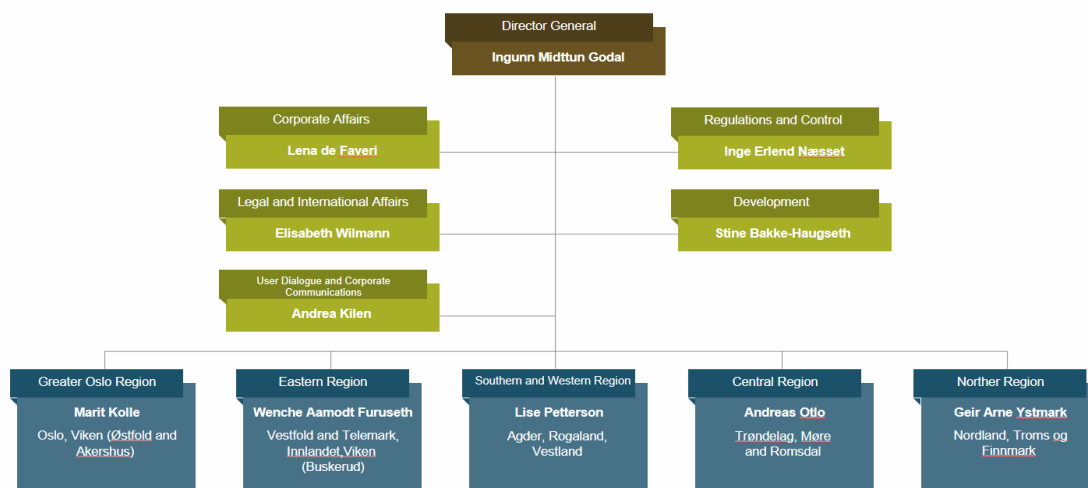 Director General
Ingunn Midttun Godal
Corporate Affairs
Lena de Faveri
Regulations and Control
Inge Erlend Næsset
Legal and International Affairs
Elisabeth Wilmann
Development
Stine Bakke-Haugseth
User Dialogue and Corporate
Communications
Andrea Kilen
Greater Oslo Region
Marit Kolle
Oslo, Viken (Østfold and
Akershus)
Eastern Region
Wenche Aamodt Furuseth
Vestfold and Telemark,
Innlandet,Viken
(Buskerud)
Southern and Western Region
Lise Petterson
Agder, Rogaland,
Vestland
Central Region
Andreas Otlo
Trøndelag, Møre
and Romsdal
Norther Region
Geir Arne Ystmark
Nordland, Troms og
Finnmark